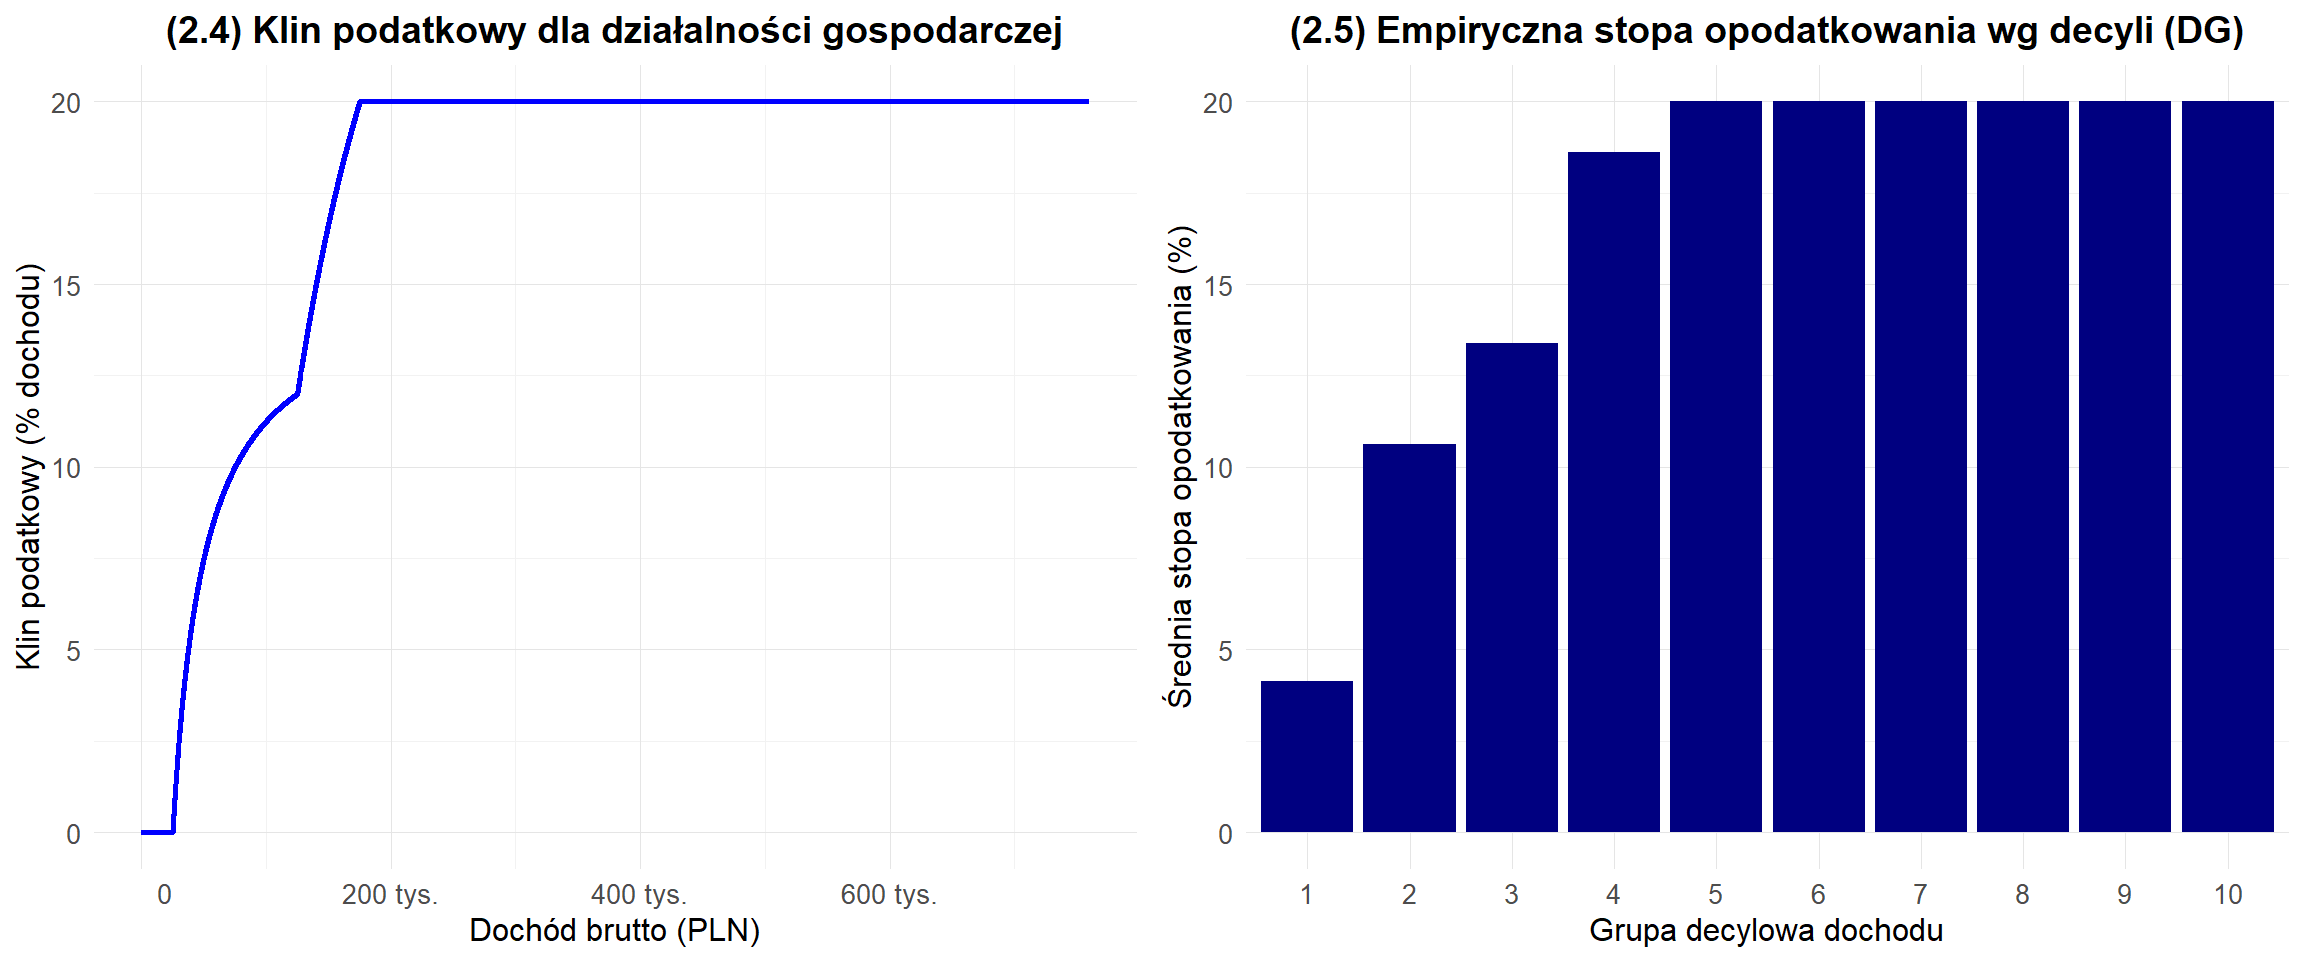 (2.4) Klin podatkowy dla działalności gospodarczej
Klin podatkowy (% dochodu)
20
15
10
5
0
0
200 tys.
400 tys.
600 tys.
Dochód brutto (PLN)
(2.5) Empiryczna stopa opodatkowania wg decyli (DG)
Średnia stopa opodatkowania (%)
20
15
10
5
0
1
2
3
4
5
6
7
8
9
10
Grupa decylowa dochodu